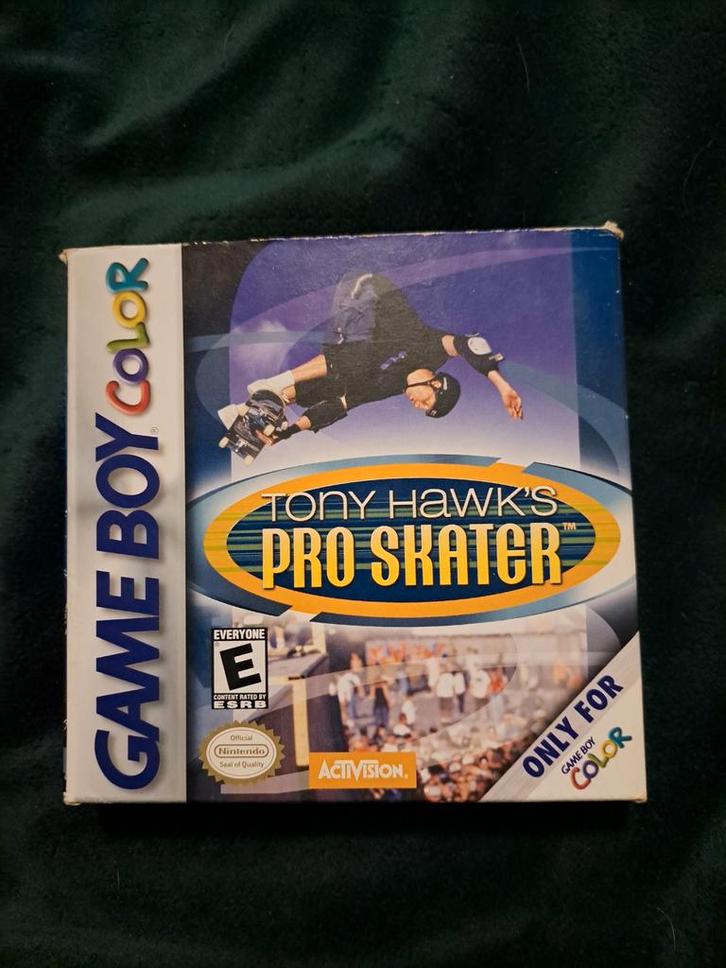 GAME BOY COLOR
TONY HAWK'S
PRO SKATER™
EVERYONE
E
CONTENT RATED BY
ESRB
Official
Nintendo
Seal of Quality
ACTIVISION®
ONLY FOR
GAME BOY
COLOR